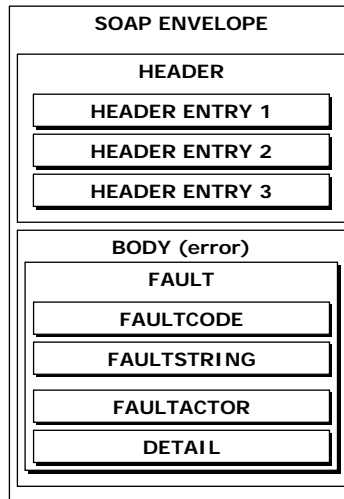 SOAP ENVELOPE
HEADER
HEADER ENTRY 1
HEADER ENTRY 2
HEADER ENTRY 3
BODY (error)
FAULT
FAULTCODE
FAULTSTRING
FAULTACTOR
DETAIL